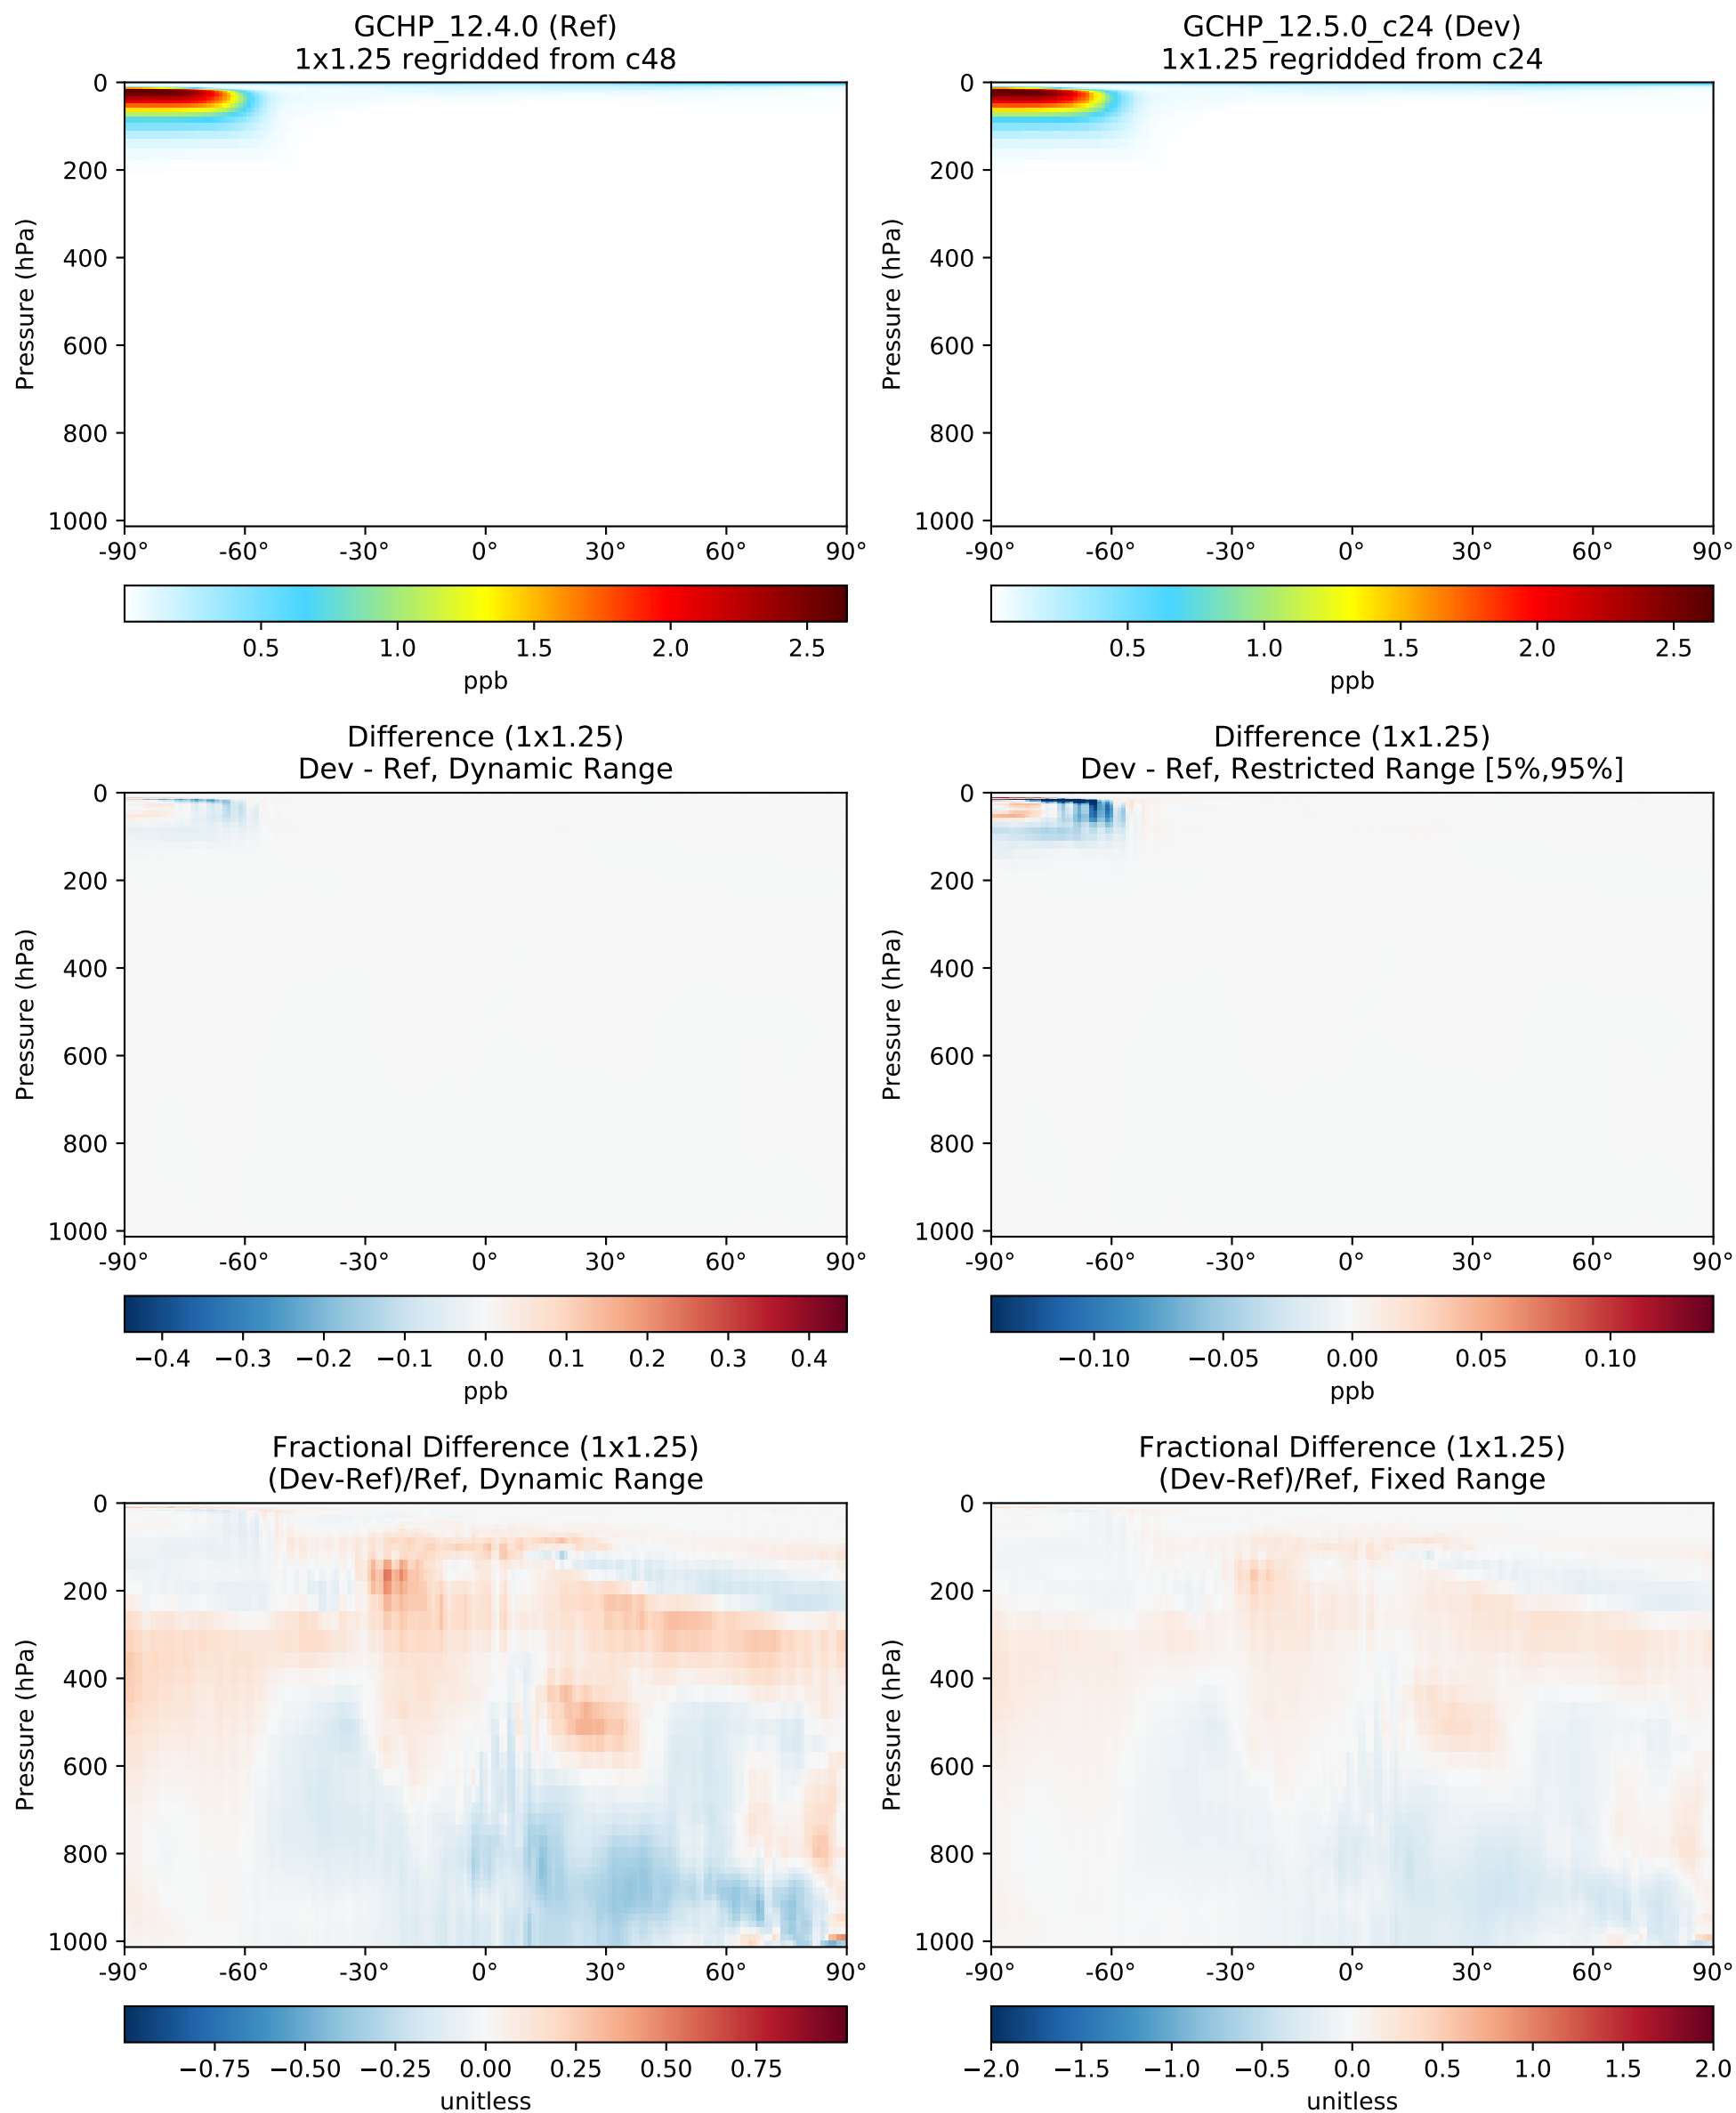 GCHP_12.4.0 (Ref)
1x1.25 regridded from c48
0
200
400
600
800
1000
Pressure (hPa)
-90° -60° -30° 0° 30° 60° 90°
0.5 1.0 1.5 2.0 2.5
ppb
GCHP_12.5.0_c24 (Dev)
1x1.25 regridded from c24
0
200
400
600
800
1000
Pressure (hPa)
-90° -60° -30° 0° 30° 60° 90°
0.5 1.0 1.5 2.0 2.5
ppb
Difference (1x1.25)
Dev - Ref, Dynamic Range
0
200
400
600
800
1000
Pressure (hPa)
-90° -60° -30° 0° 30° 60° 90°
−0.4 −0.3 −0.2 −0.1 0.0 0.1 0.2 0.3 0.4
ppb
Difference (1x1.25)
Dev - Ref, Restricted Range [5%,95%]
0
200
400
600
800
1000
Pressure (hPa)
-90° -60° -30° 0° 30° 60° 90°
−0.10 −0.05 0.00 0.05 0.10
ppb
Fractional Difference (1x1.25)
(Dev-Ref)/Ref, Dynamic Range
0
200
400
600
800
1000
Pressure (hPa)
-90° -60° -30° 0° 30° 60° 90°
−0.75 −0.50 −0.25 0.00 0.25 0.50 0.75
unitless
Fractional Difference (1x1.25)
(Dev-Ref)/Ref, Fixed Range
0
200
400
600
800
1000
Pressure (hPa)
-90° -60° -30° 0° 30° 60° 90°
−2.0 −1.5 −1.0 −0.5 0.0 0.5 1.0 1.5 2.0
unitless